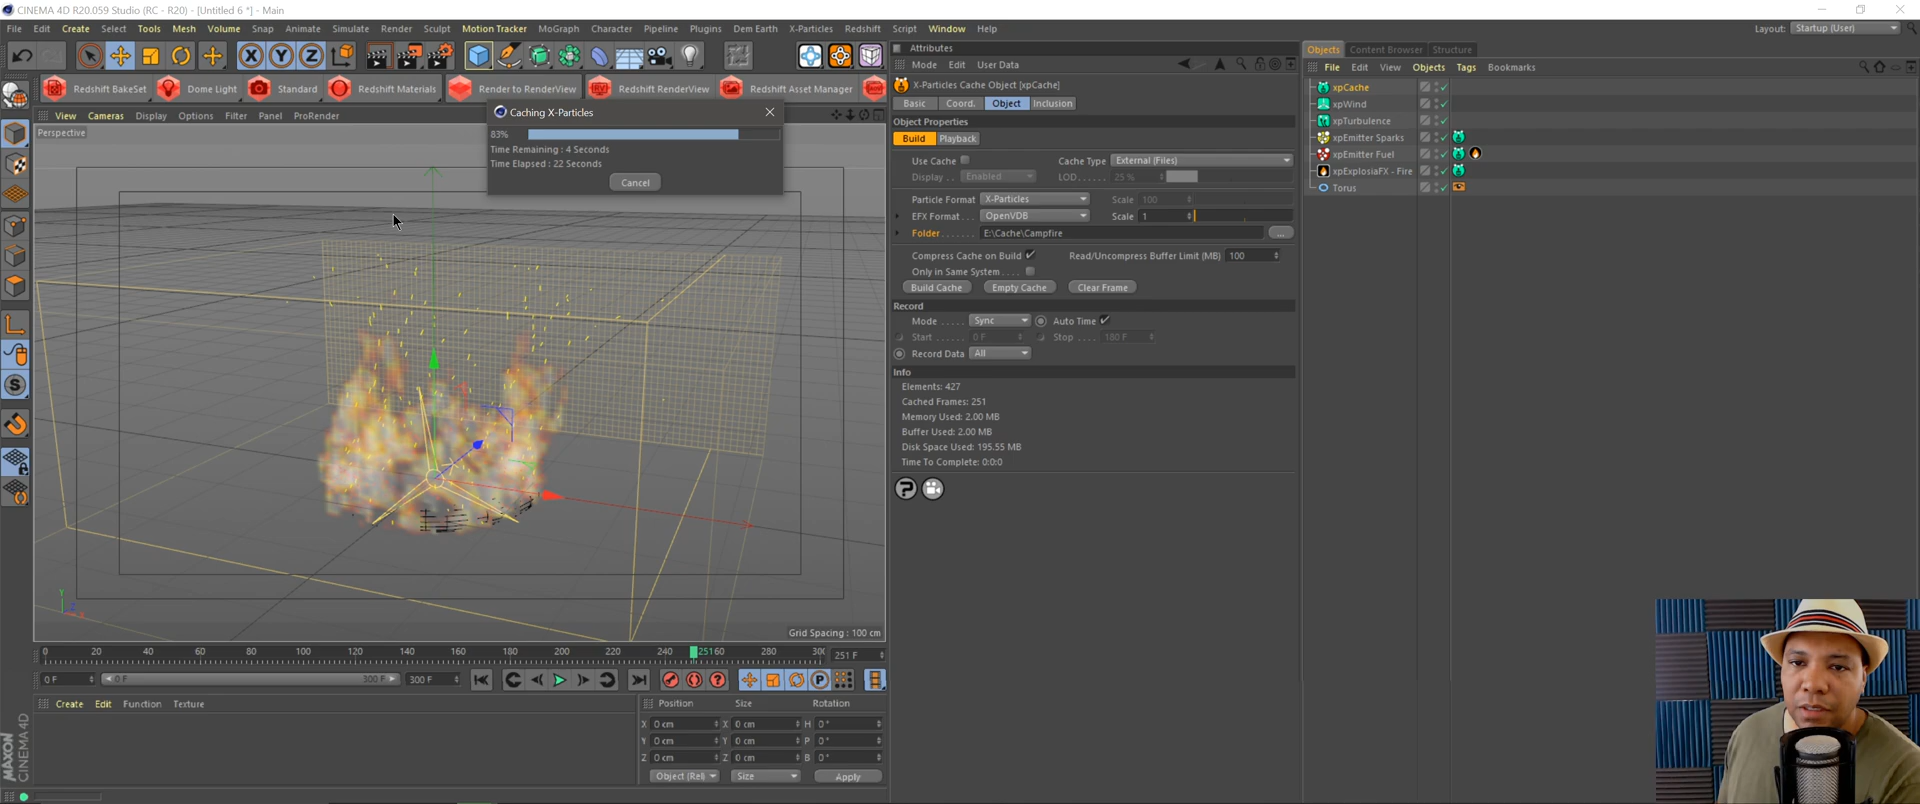 CINEMA 4D R20.059 Studio (RC - R20) - [Untitled 6 *] - Main
File Edit Create Select Tools Mesh Volume Snap Animate Simulate Render Sculpt Motion Tracker MoGraph Character Pipeline Plugins Dem Earth X-Particles Redshift Script Window Help
Layout: Startup (User)
X Y Z
Redshift BakeSet Dome Light Standard Redshift Materials Render to RenderView Redshift RenderView Redshift Asset Manager
View Cameras Display Options Filter Panel ProRender
Perspective
Caching X-Particles
83%
Time Remaining : 4 Seconds
Time Elapsed : 22 Seconds
Cancel
Grid Spacing : 100 cm
Y
Z
X
0 20 40 60 80 100 120 140 160 180 200 220 240 25160 280 300
251 F
0 F 0 F 300 F 300 F
P
Create Edit Function Texture
Position Size Rotation
X 0 cm X 0 cm H 0°
Y 0 cm Y 0 cm P 0°
Z 0 cm Z 0 cm B 0°
Object (Rel) Size Apply
MAXON CINEMA4D
Attributes
Mode Edit User Data
X-Particles Cache Object [xpCache]
Basic Coord. Object Inclusion
Object Properties
Build Playback
Use Cache Cache Type External (Files)
Display . . Enabled LOD. . . . . . 25 %
Particle Format X-Particles Scale 100
EFX Format . . . OpenVDB Scale 1
Folder . . . . . . . E:\Cache\Campfire ...
Compress Cache on Build ✓ Read/Uncompress Buffer Limit (MB) 100
Only in Same System . . . .
Build Cache Empty Cache Clear Frame
Record
Mode . . . . . Sync Auto Time ✓
Start . . . . . . 0 F Stop . . . . 180 F
Record Data All
Info
Elements: 427
Cached Frames: 251
Memory Used: 2.00 MB
Buffer Used: 2.00 MB
Disk Space Used: 195.55 MB
Time To Complete: 0:0:0
Objects Content Browser Structure
File Edit View Objects Tags Bookmarks
xpCache
xpWind
xpTurbulence
xpEmitter Sparks
xpEmitter Fuel
xpExplosiaFX - Fire
Torus